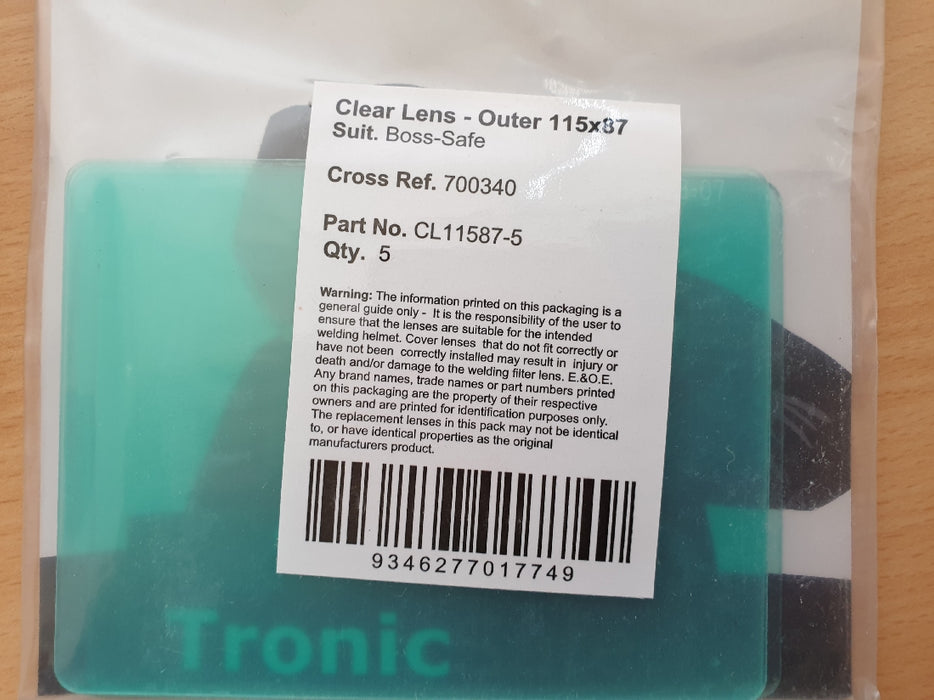 Clear Lens - Outer 115x87
Suit. Boss-Safe
Cross Ref. 700340
Part No. CL11587-5
Qty. 5
Warning: The information printed on this packaging is a
general guide only - It is the responsibility of the user to
ensure that the lenses are suitable for the intended
welding helmet. Cover lenses that do not fit correctly or
have not been correctly installed may result in injury or
death and/or damage to the welding filter lens. E.&O.E.
Any brand names, trade names or part numbers printed
on this packaging are the property of their respective
owners and are printed for identification purposes only.
The replacement lenses in this pack may not be identical
to, or have identical properties as the original
manufacturers product.
9346277017749
Tronic